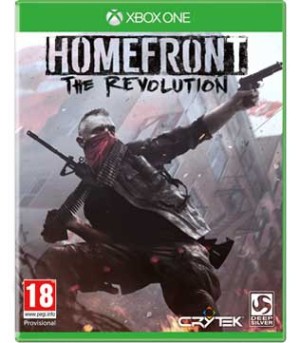 XBOX ONE
HOMEFRONT
THE REVOLUTION
18
www.pegi.info
Provisional
CRYTEK
DEEP
SILVER